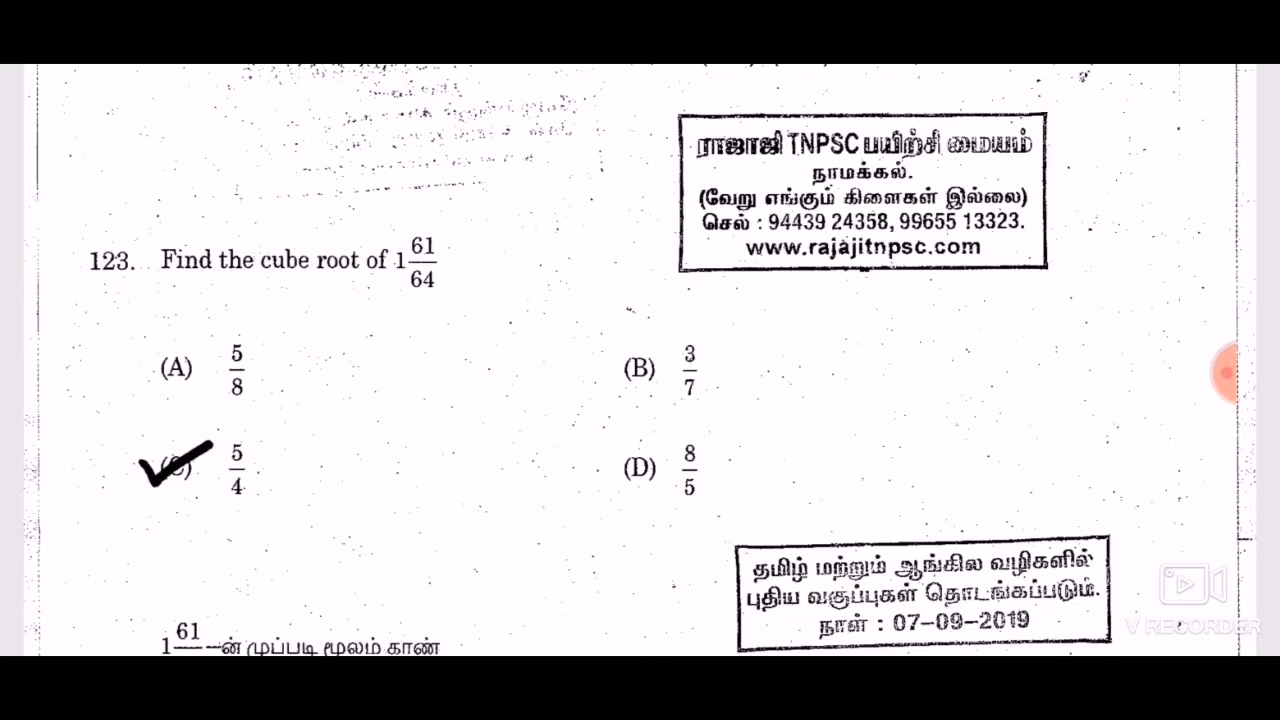 ராஜாஜி TNPSC பயிற்சி மையம்
நாமக்கல்.
(வேறு எங்கும் கிளைகள் இல்லை)
செல் : 94439 24358, 99655 13323.
www.rajajitnpsc.com
123. Find the cube root of 1 61/64
(A) 5/8
(B) 3/7
(C) 5/4
(D) 8/5
தமிழ் மற்றும் ஆங்கில வழிகளில்
புதிய வகுப்புகள் தொடங்கப்படும்.
நாள் : 07-09-2019
V RECORDER
1 61 –ன் முப்படி மூலம் காண்